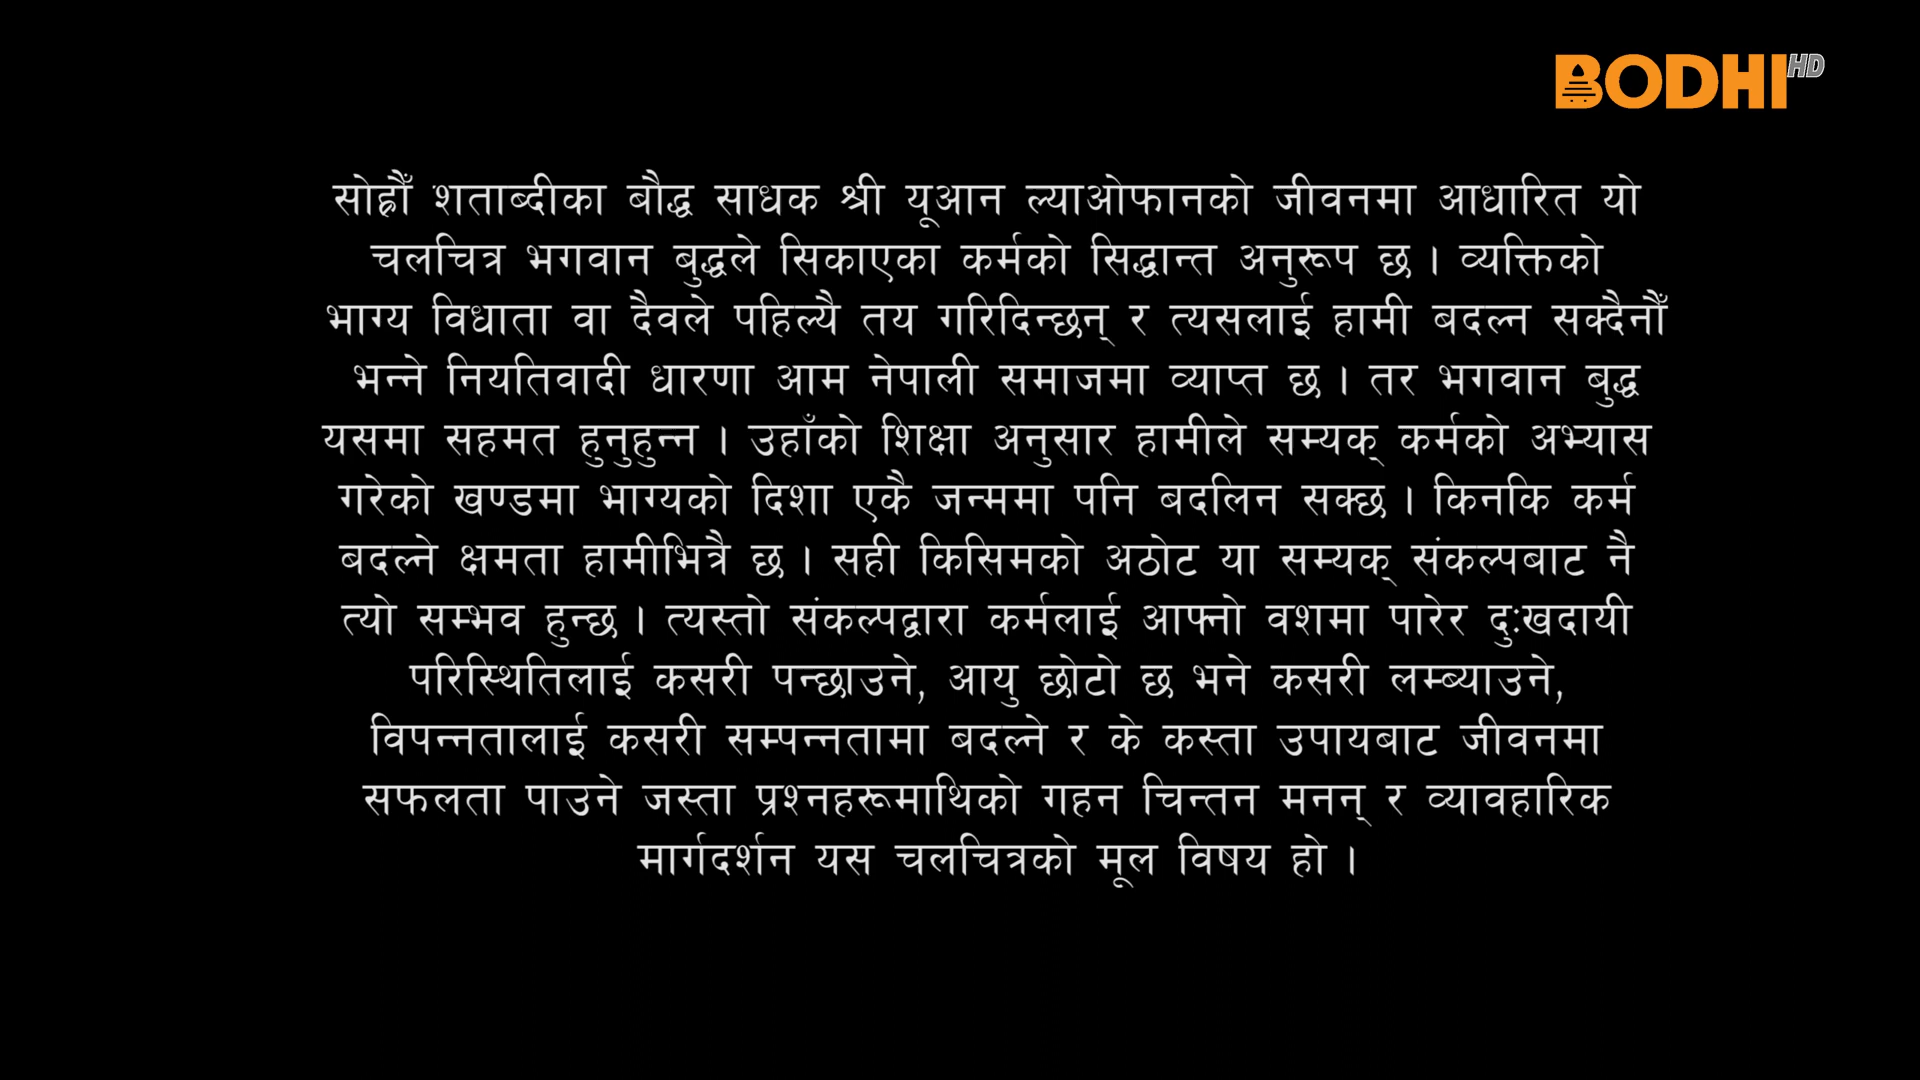 BODHI HD
सोह्रौँ शताब्दीका बौद्ध साधक श्री यूआन ल्याओफानको जीवनमा आधारित यो
चलचित्र भगवान बुद्धले सिकाएका कर्मको सिद्धान्त अनुरूप छ । व्यक्तिको
भाग्य विधाता वा दैवले पहिल्यै तय गरिदिन्छन् र त्यसलाई हामी बदल्न सक्दैनौँ
भन्ने नियतिवादी धारणा आम नेपाली समाजमा व्याप्त छ । तर भगवान बुद्ध
यसमा सहमत हुनुहुन्न । उहाँको शिक्षा अनुसार हामीले सम्यक् कर्मको अभ्यास
गरेको खण्डमा भाग्यको दिशा एकै जन्ममा पनि बदलिन सक्छ । किनकि कर्म
बदल्ने क्षमता हामीभित्रै छ । सही किसिमको अठोट या सम्यक् संकल्पबाट नै
त्यो सम्भव हुन्छ । त्यस्तो संकल्पद्वारा कर्मलाई आफ्नो वशमा पारेर दुःखदायी
परिस्थितिलाई कसरी पन्छाउने, आयु छोटो छ भने कसरी लम्ब्याउने,
विपन्नतालाई कसरी सम्पन्नतामा बदल्ने र के कस्ता उपायबाट जीवनमा
सफलता पाउने जस्ता प्रश्नहरूमाथिको गहन चिन्तन मनन् र व्यावहारिक
मार्गदर्शन यस चलचित्रको मूल विषय हो ।